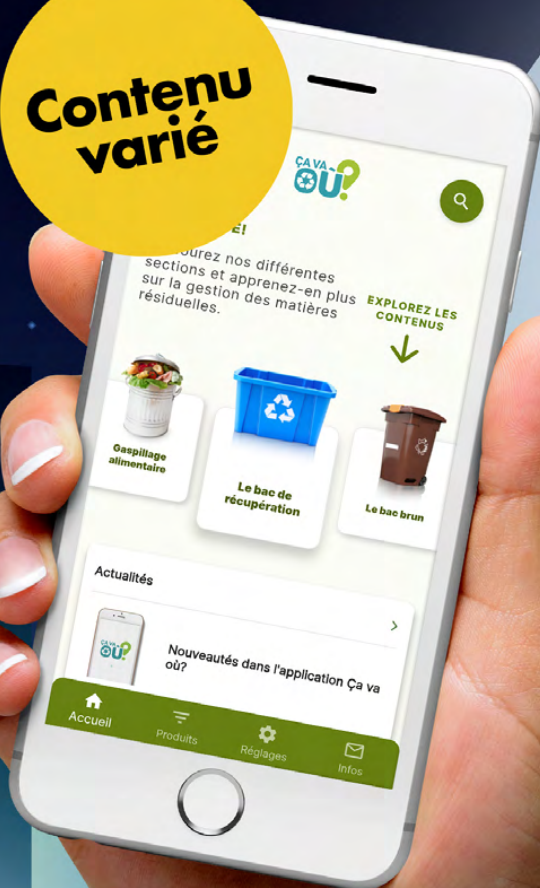 Contenu
varié
ÇA VA
OÙ?
sections et apprenez-en plus
sur la gestion des matières
résiduelles.
nos différentes
EXPLOREZ LES
CONTENUS
Gaspillage
alimentaire
Le bac de
récupération
Le bac brun
Actualités
ÇA VA
OÙ?
Nouveautés dans l'application Ça va
où?
Accueil
Produits
Réglages
Infos